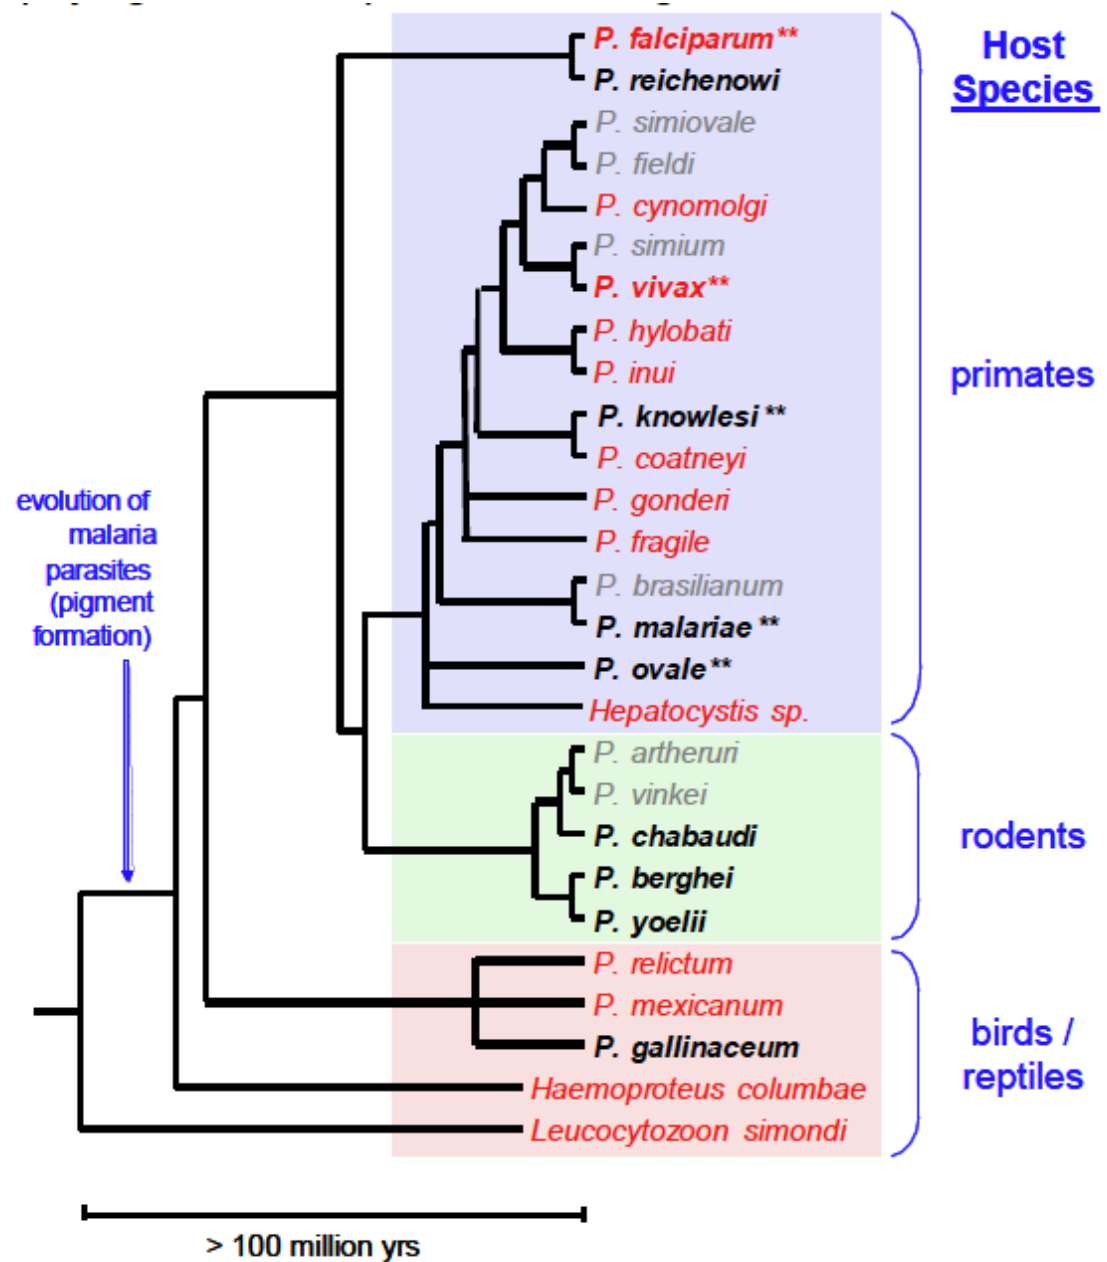 P. falciparum**
Host
Species
P. reichenowi
P. simiovale
P. fieldi
P. cynomolgi
P. simium
P. vivax**
P. hylobati
primates
P. inui
P. knowlesi **
P. coatneyi
P. gonderi
P. fragile
evolution of
malaria
parasites
(pigment
formation)
P. brasilianum
P. malariae **
P. ovale**
Hepatocystis sp.
P. artheruri
P. vinkei
P. chabaudi
rodents
P. berghei
P. yoelii
P. relictum
P. mexicanum
P. gallinaceum
birds /
reptiles
Haemoproteus columbae
Leucocytozoon simondi
> 100 million yrs